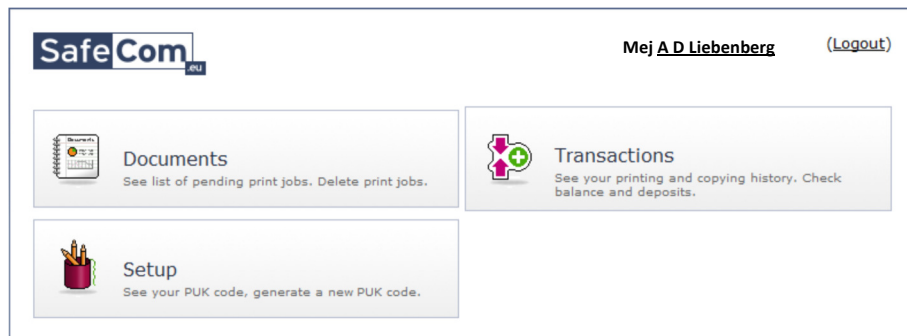 SafeCom
.eu
Mej A D Liebenberg (Logout)
Documents
See list of pending print jobs. Delete print jobs.
Transactions
See your printing and copying history. Check
balance and deposits.
Setup
See your PUK code, generate a new PUK code.